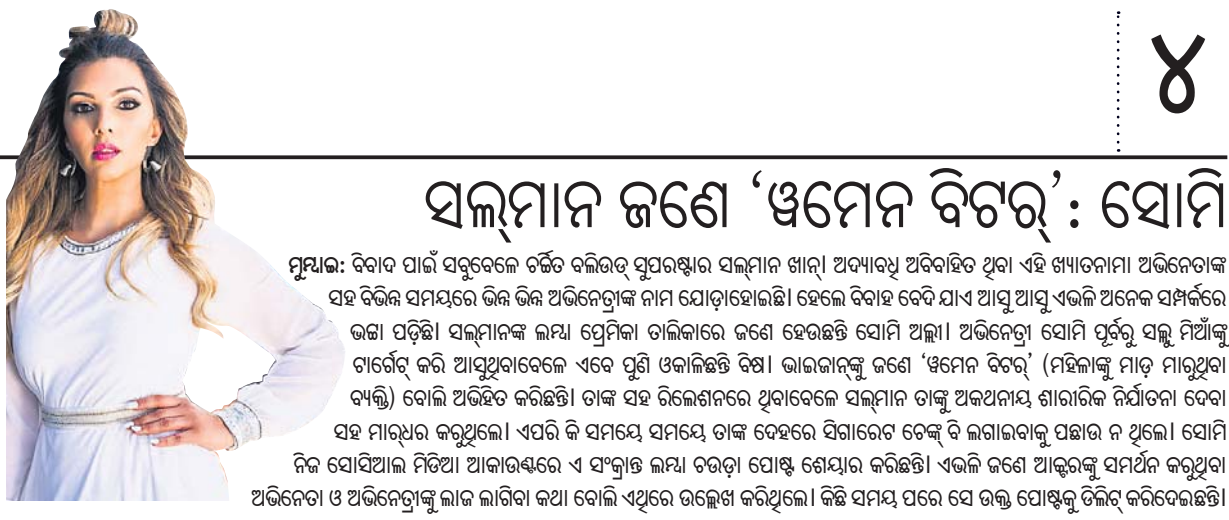 ୪
ସଲ୍‌ମାନ ଜଣେ ‘ୱମେନ ବିଟର୍’: ସୋମି
ମୁମ୍ବାଇ: ବିବାଦ ପାଇଁ ସବୁବେଳେ ଚର୍ଚ୍ଚିତ ବଲିଉଡ୍ ସୁପରଷ୍ଟାର ସଲ୍‌ମାନ ଖାନ୍। ଅଦ୍ୟାବଧି ଅବିବାହିତ ଥିବା ଏହି ଖ୍ୟାତନାମା ଅଭିନେତାଙ୍କ
ସହ ବିଭିନ୍ନ ସମୟରେ ଭିନ୍ନ ଭିନ୍ନ ଅଭିନେତ୍ରୀଙ୍କ ନାମ ଯୋଡ଼ାହୋଇଛି। ହେଲେ ବିବାହ ବେଦି ଯାଏ ଆସୁ ଆସୁ ଏଭଳି ଅନେକ ସମ୍ପର୍କରେ
ଭଟ୍ଟା ପଡ଼ିଛି। ସଲ୍‌ମାନଙ୍କ ଲମ୍ବା ପ୍ରେମିକା ତାଲିକାରେ ଜଣେ ହେଉଛନ୍ତି ସୋମି ଅଲ୍ଲୀ। ଅଭିନେତ୍ରୀ ସୋମି ପୂର୍ବରୁ ସଲ୍ଲୁ ମିଆଁଙ୍କୁ
ଟାର୍ଗେଟ୍ କରି ଆସୁଥିବାବେଳେ ଏବେ ପୁଣି ଓକାଳିଛନ୍ତି ବିଷ। ଭାଇଜାନ୍‌ଙ୍କୁ ଜଣେ ‘ୱମେନ ବିଟର୍’ (ମହିଳାଙ୍କୁ ମାଡ଼ ମାରୁଥିବା
ବ୍ୟକ୍ତି) ବୋଲି ଅଭିହିତ କରିଛନ୍ତି। ତାଙ୍କ ସହ ରିଲେଶନରେ ଥିବାବେଳେ ସଲ୍‌ମାନ ତାଙ୍କୁ ଅକଥନୀୟ ଶାରୀରିକ ନିର୍ଯାତନା ଦେବା
ସହ ମାର୍‌ଧର କରୁଥିଲେ। ଏପରି କି ସମୟେ ସମୟେ ତାଙ୍କ ଦେହରେ ସିଗାରେଟ ଚେଙ୍କ୍ ବି ଲଗାଇବାକୁ ପଛାଉ ନ ଥିଲେ। ସୋମି
ନିଜ ସୋସିଆଲ ମିଡିଆ ଆକାଉଣ୍ଟରେ ଏ ସଂକ୍ରାନ୍ତ ଲମ୍ବା ଚଉଡ଼ା ପୋଷ୍ଟ ଶେୟାର କରିଛନ୍ତି। ଏଭଳି ଜଣେ ଆକ୍ଟରଙ୍କୁ ସମର୍ଥନ କରୁଥିବା
ଅଭିନେତା ଓ ଅଭିନେତ୍ରୀଙ୍କୁ ଲାଜ ଲାଗିବା କଥା ବୋଲି ଏଥିରେ ଉଲ୍ଲେଖ କରିଥିଲେ। କିଛି ସମୟ ପରେ ସେ ଉକ୍ତ ପୋଷ୍ଟକୁ ଡିଲିଟ୍ କରିଦେଇଛନ୍ତି।